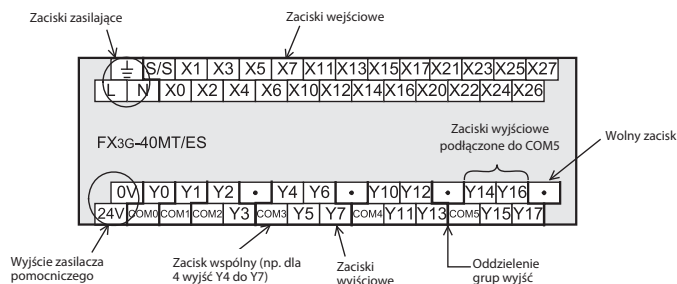 Zaciski zasilające
Zaciski wejściowe
S/S X1 X3 X5 X7 X11 X13 X15 X17 X21 X23 X25 X27
L N X0 X2 X4 X6 X10 X12 X14 X16 X20 X22 X24 X26
FX3G-40MT/ES
Zaciski wyjściowe
podłączone do COM5
Wolny zacisk
0V Y0 Y1 Y2 • Y4 Y6 • Y10 Y12 • Y14 Y16 •
24V COM0 COM1 COM2 Y3 COM3 Y5 Y7 COM4 Y11 Y13 COM5 Y15 Y17
Wyjście zasilacza
pomocniczego
Zacisk wspólny (np. dla
4 wyjść Y4 do Y7)
Zaciski
wyjściowe
Oddzielenie
grup wyjść